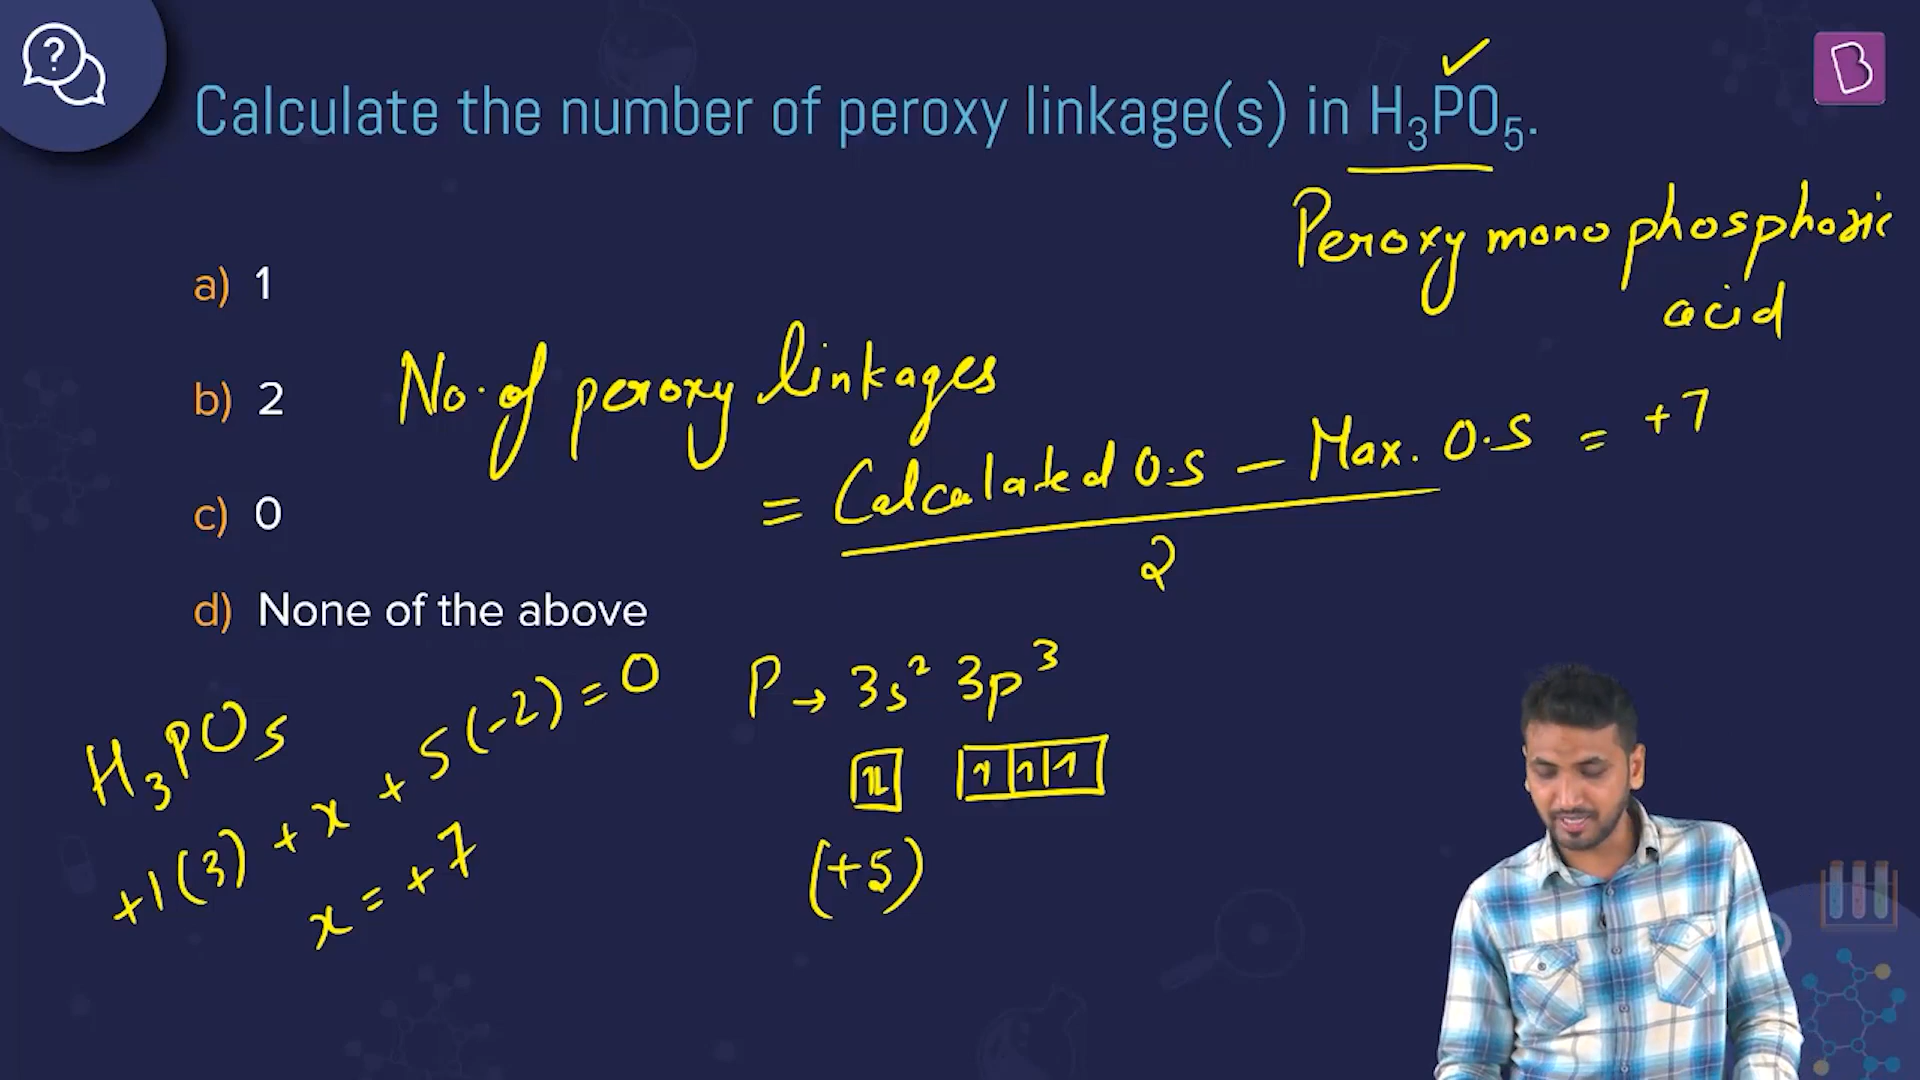 Calculate the number of peroxy linkage(s) in H₃PO₅.
Peroxy mono phosphoric
acid
a) 1
b) 2
c) 0
d) None of the above
No. of peroxy linkages
= Calculated O.S – Max. O.S = +7
2
H₃PO₅
+1(3) + x + 5(-2) = 0
x = +7
P → 3s² 3p³
(+5)
B